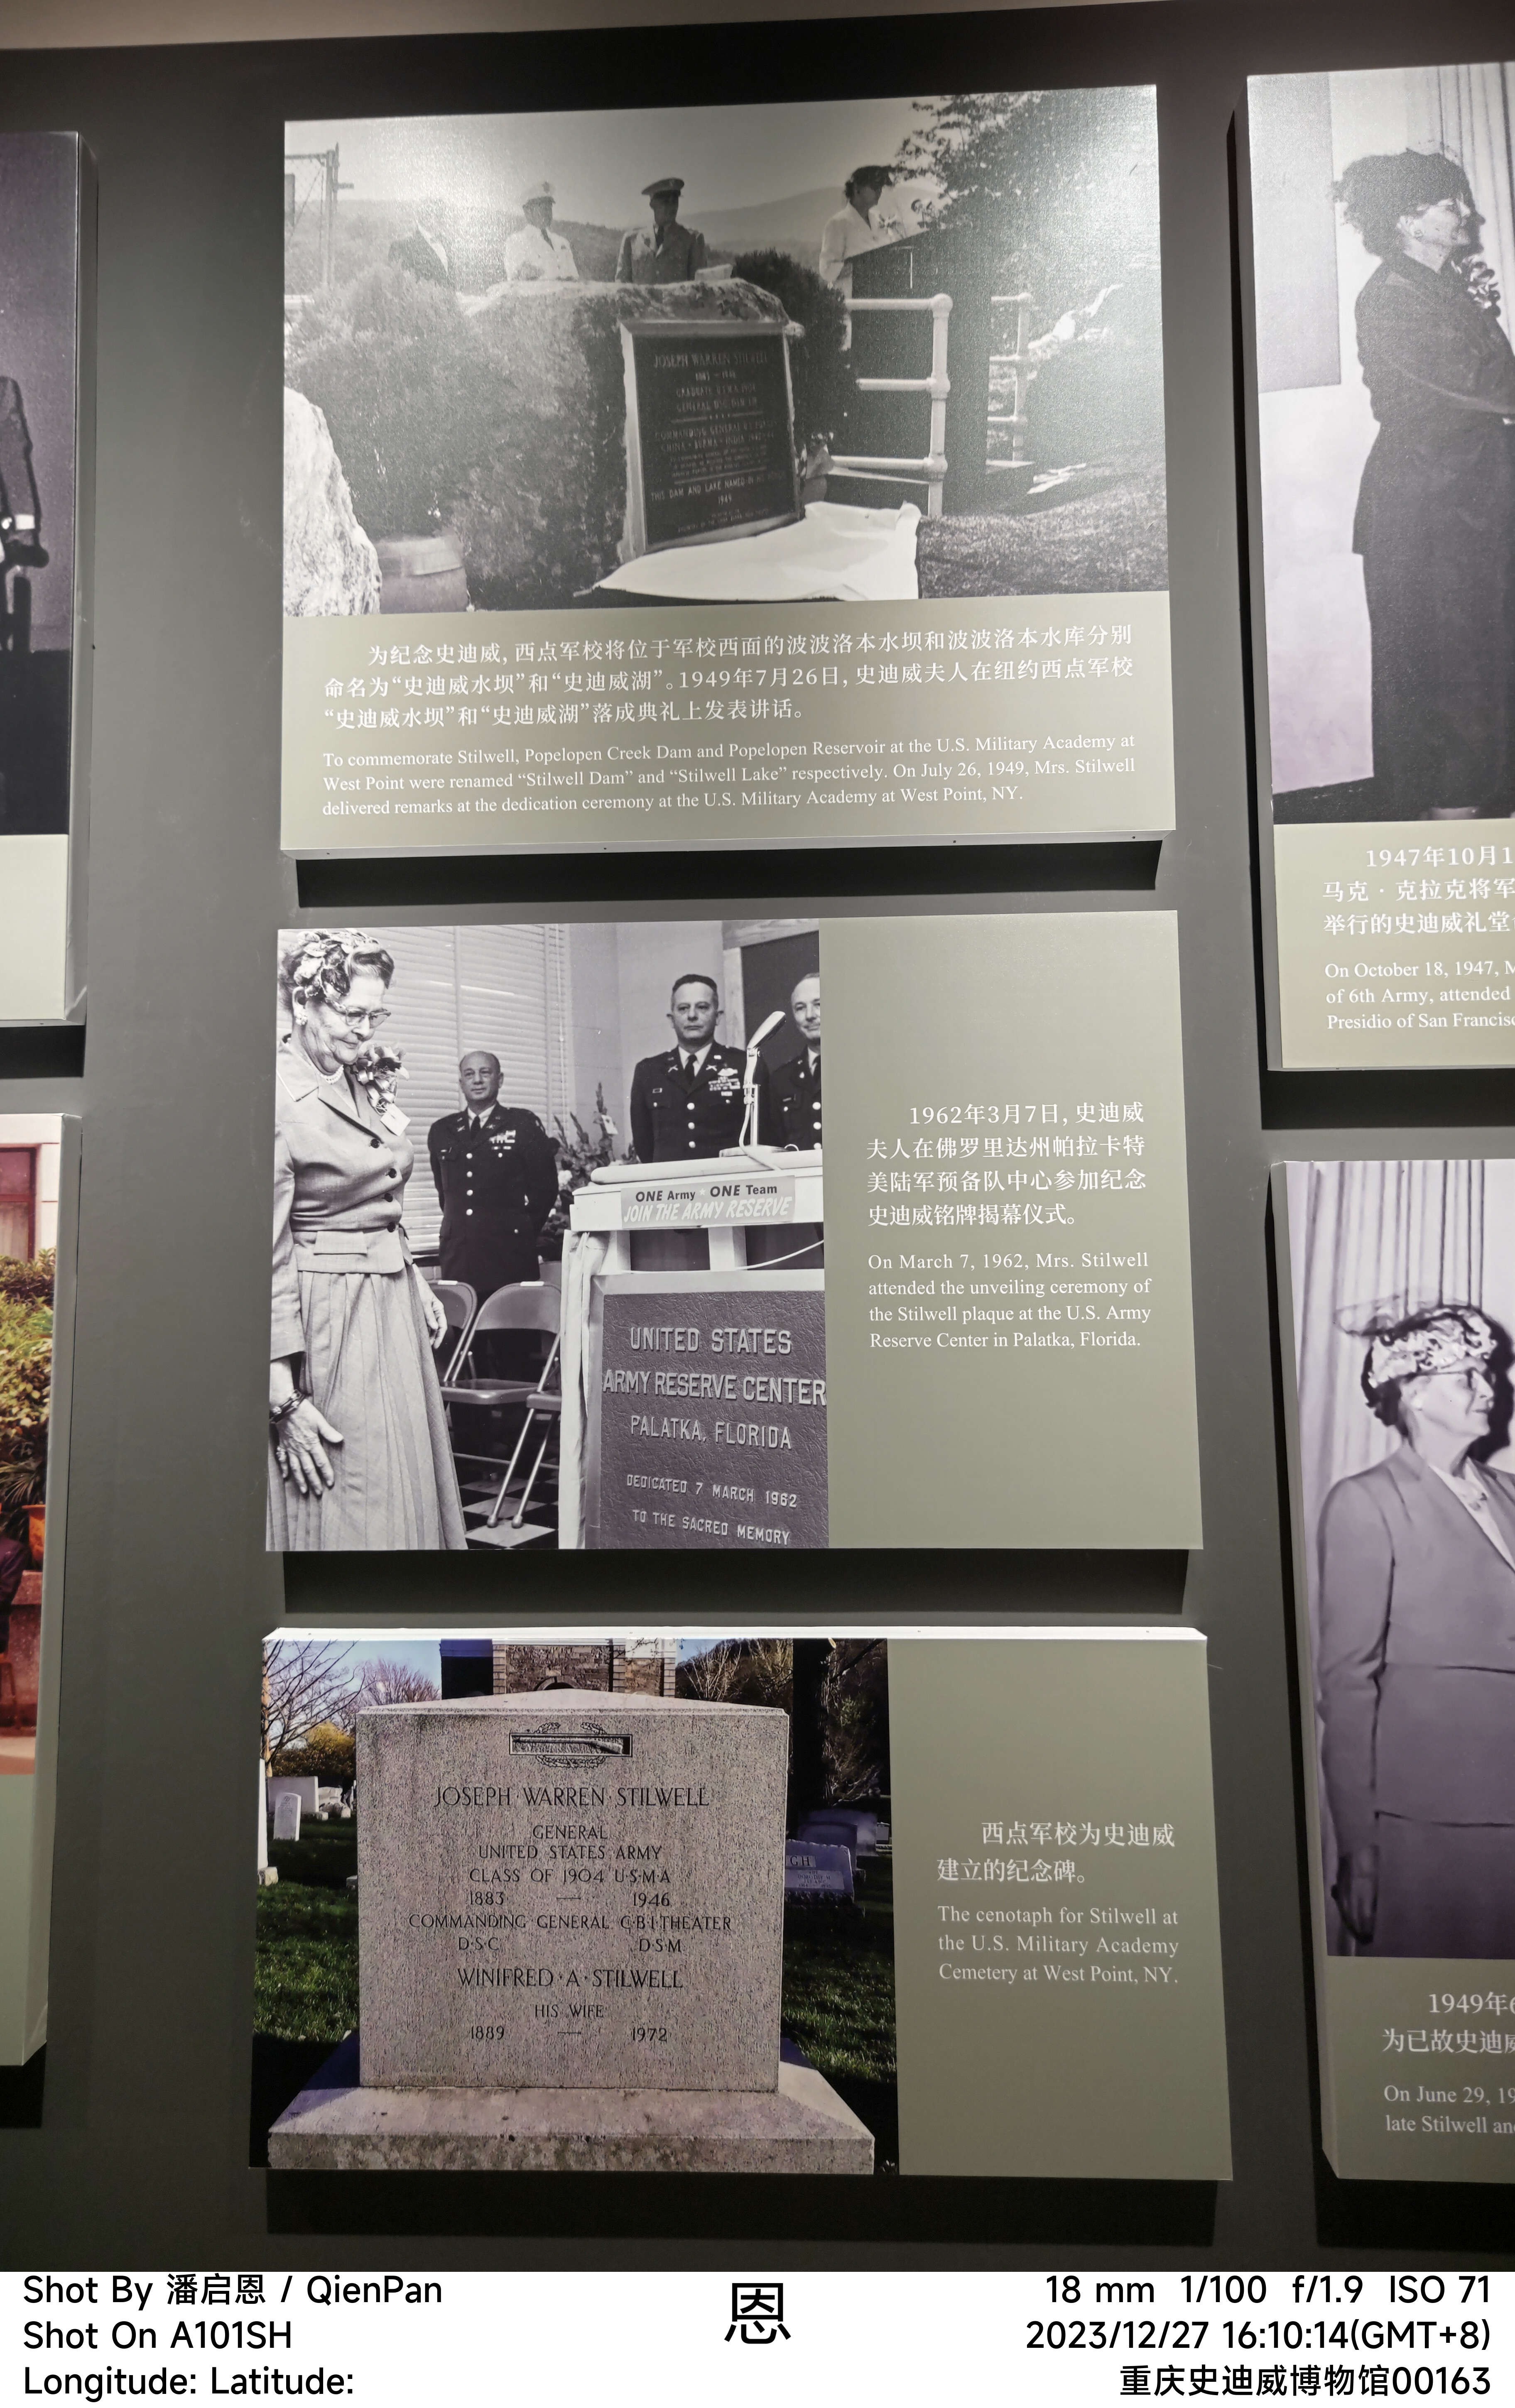 JOSEPH WARREN STILWELL
1883 - 1946
COMMANDING GENERAL
CHINA - BURMA - INDIA
THIS DAM AND LAKE NAMED IN HIS
1949
为纪念史迪威，西点军校将位于军校西面的波波洛本水坝和波波洛本水库分别
命名为“史迪威水坝”和“史迪威湖”。1949年7月26日，史迪威夫人在纽约西点军校
“史迪威水坝”和“史迪威湖”落成典礼上发表讲话。
To commemorate Stilwell, Popelopen Creek Dam and Popelopen Reservoir at the U.S. Military Academy at
West Point were renamed “Stilwell Dam” and “Stilwell Lake” respectively. On July 26, 1949, Mrs. Stilwell
delivered remarks at the dedication ceremony at the U.S. Military Academy at West Point, NY.
1947年10月1
马克·克拉克将军
举行的史迪威礼堂
On October 18, 1947, M
of 6th Army, attended
Presidio of San Francisc
ONE Army ONE Team
JOIN THE ARMY RESERVE
UNITED STATES
ARMY RESERVE CENTER
PALATKA, FLORIDA
DEDICATED 7 MARCH 1962
TO THE SACRED MEMORY
1962年3月7日，史迪威
夫人在佛罗里达州帕拉卡特
美陆军预备队中心参加纪念
史迪威铭牌揭幕仪式。
On March 7, 1962, Mrs. Stilwell
attended the unveiling ceremony of
the Stilwell plaque at the U.S. Army
Reserve Center in Palatka, Florida.
JOSEPH·WARREN·STILWELL
GENERAL
UNITED STATES ARMY
CLASS OF 1904 U·S·M·A
1883 — 1946
COMMANDING GENERAL C·B·I·THEATER
D·S·C D·S·M
WINIFRED·A·STILWELL
HIS WIFE
1889 — 1972
GH
西点军校为史迪威
建立的纪念碑。
The cenotaph for Stilwell at
the U.S. Military Academy
Cemetery at West Point, NY.
1949年6
为已故史迪威
On June 29, 19
late Stilwell and
Shot By 潘启恩 / QienPan
Shot On A101SH
Longitude: Latitude:
恩
18 mm 1/100 f/1.9 ISO 71
2023/12/27 16:10:14(GMT+8)
重庆史迪威博物馆00163